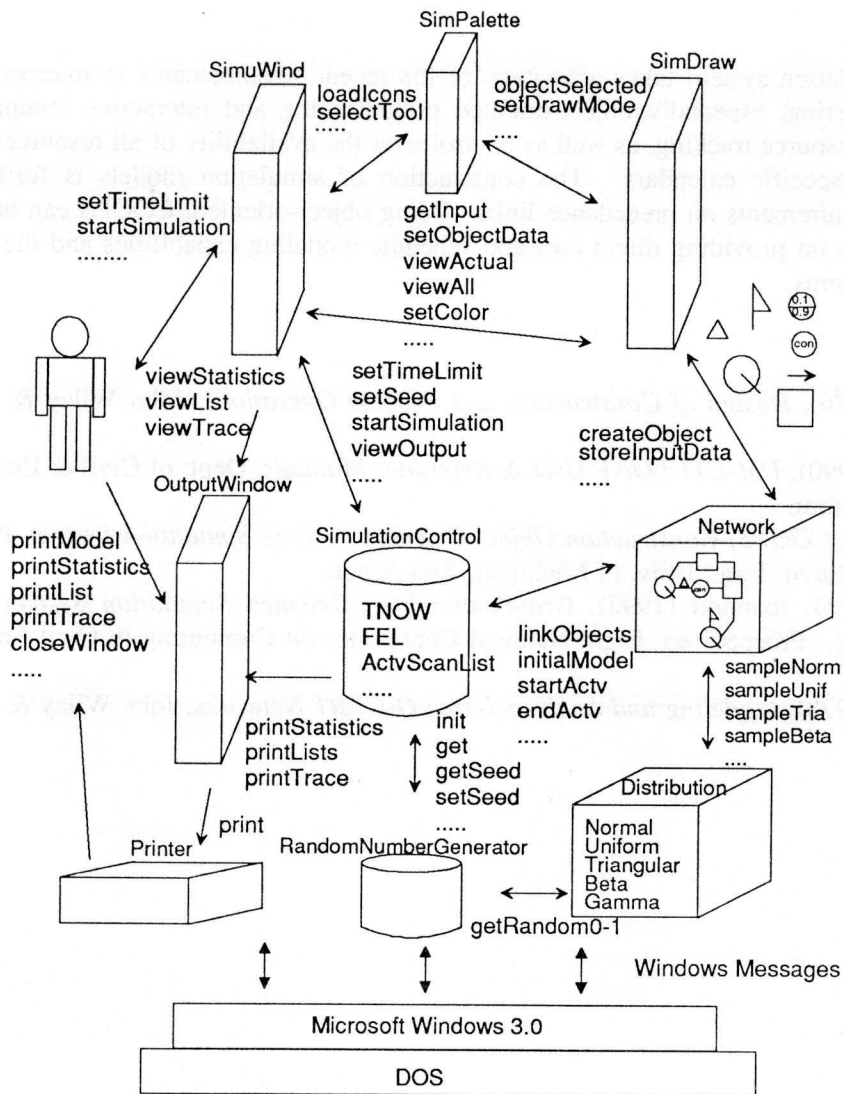 SimPalette
SimuWind
SimDraw
loadIcons
selectTool
.....
objectSelected
setDrawMode
.....
setTimeLimit
startSimulation
........
getInput
setObjectData
viewActual
viewAll
setColor
.....
0.1
0.9
con
viewStatistics
viewList
viewTrace
setTimeLimit
setSeed
startSimulation
viewOutput
.....
createObject
storeInputData
.....
OutputWindow
SimulationControl
Network
con
printModel
printStatistics
printList
printTrace
closeWindow
.....
TNOW
FEL
ActvScanList
.....
linkObjects
initialModel
startActv
endActv
.....
sampleNorm
sampleUnif
sampleTria
sampleBeta
....
printStatistics
printLists
printTrace
init
get
getSeed
setSeed
.....
Distribution
Normal
Uniform
Triangular
Beta
Gamma
print
Printer
RandomNumberGenerator
getRandom0-1
Windows Messages
Microsoft Windows 3.0
DOS